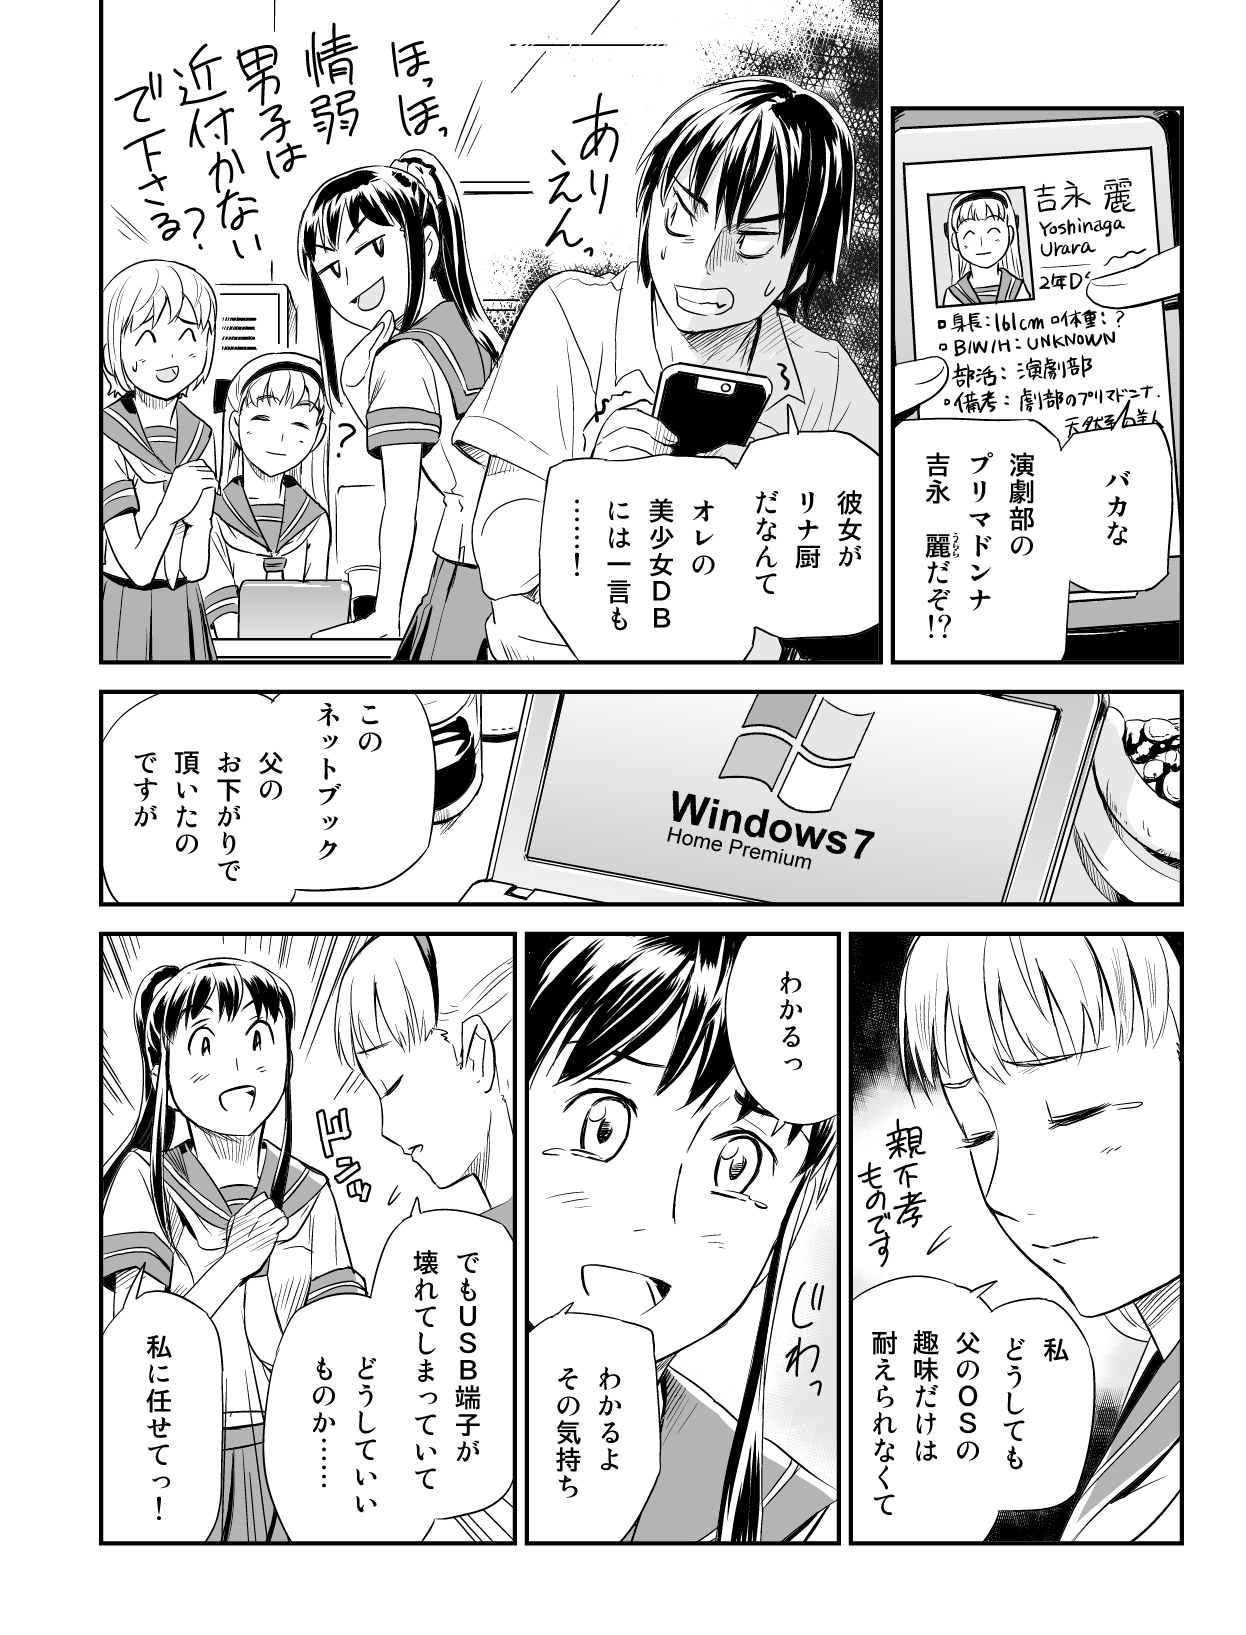 吉永 麗
Yoshinaga
Urara
2年D
身長:161cm 体重:?
B/W/H:UNKNOWN
部活:演劇部
備考:劇部のプリマドンナ.
バカな
演劇部の
プリマドンナ
吉永 麗だぞ!?
うらら
ありえんっ
彼女が
リナ厨
だなんて
オレの
美少女DB
には一言も
……!
ほっほっ
情弱
男子は
近付かない
で下さる?
?
Windows7
Home Premium
この
ネットブック
父の
お下がりで
頂いたの
ですが
親不孝
ものです
私
どうしても
父のOSの
趣味だけは
耐えられなくて
わかるっ
じわっ
わかるよ
その気持ち
でもUSB端子が
壊れてしまっていて
どうしていい
ものか……
私に任せてっ!